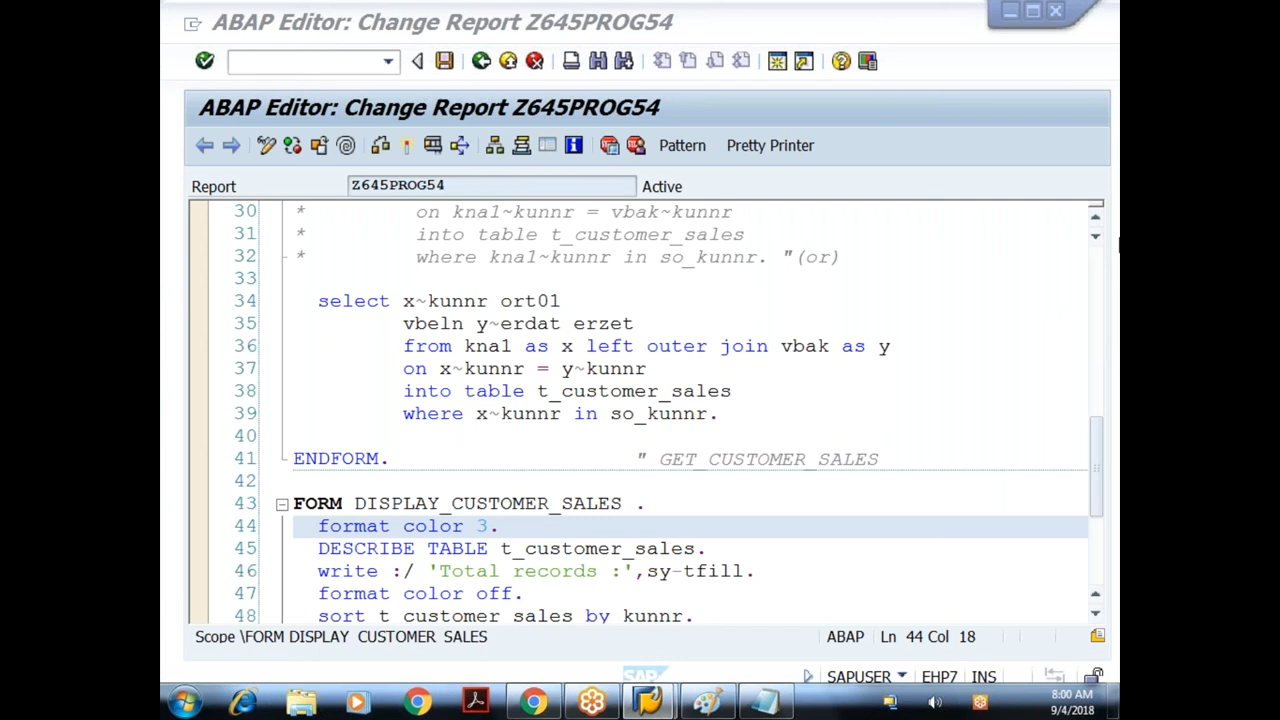 ABAP Editor: Change Report Z645PROG54
ABAP Editor: Change Report Z645PROG54
Pattern Pretty Printer
Report Z645PROG54 Active
30 * on kna1~kunnr = vbak~kunnr
31 * into table t_customer_sales
32 * where kna1~kunnr in so_kunnr. "(or)
33
34 select x~kunnr ort01
35 vbeln y~erdat erzet
36 from kna1 as x left outer join vbak as y
37 on x~kunnr = y~kunnr
38 into table t_customer_sales
39 where x~kunnr in so_kunnr.
40
41 ENDFORM. " GET_CUSTOMER_SALES
42
43 FORM DISPLAY_CUSTOMER_SALES .
44 format color 3.
45 DESCRIBE TABLE t_customer_sales.
46 write :/ 'Total records :',sy-tfill.
47 format color off.
48 sort t_customer_sales by kunnr.
Scope \FORM DISPLAY_CUSTOMER_SALES ABAP Ln 44 Col 18
SAP SAPUSER EHP7 INS
8:00 AM
9/4/2018